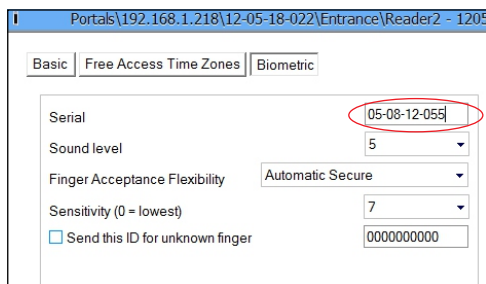 Portals\192.168.1.218\12-05-18-022\Entrance\Reader2 - 1205
Basic Free Access Time Zones Biometric
Serial 05-08-12-055
Sound level 5
Finger Acceptance Flexibility Automatic Secure
Sensitivity (0 = lowest) 7
Send this ID for unknown finger 0000000000